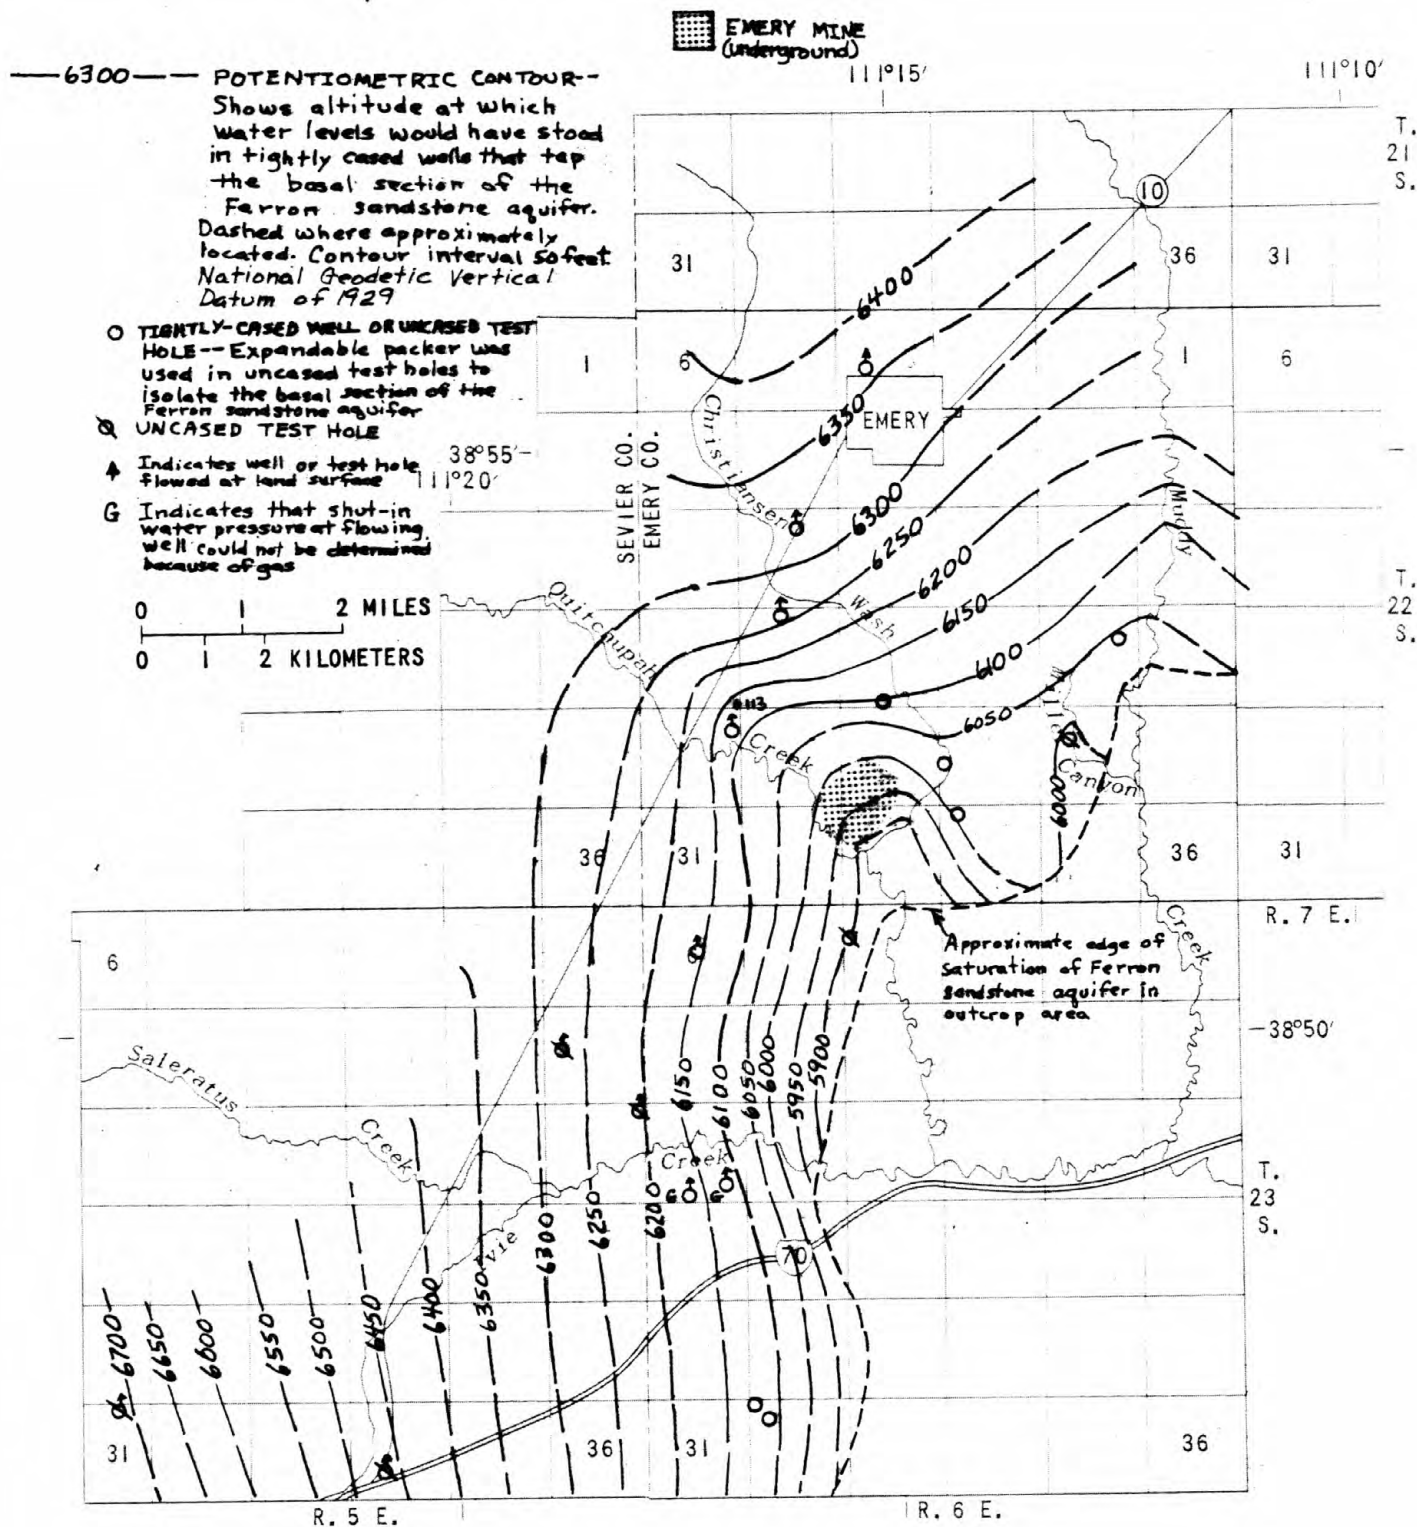 EMERY MINE
(underground)
111°15′
111°10′
—6300—— POTENTIOMETRIC CONTOUR--
Shows altitude at which
water levels would have stood
in tightly cased wells that tap
the basal section of the
Ferron sandstone aquifer.
Dashed where approximately
located. Contour interval 50 feet.
National Geodetic Vertical
Datum of 1929
O TIGHTLY-CASED WELL OR UNCASED TEST
HOLE--Expandable packer was
used in uncased test holes to
isolate the basal section of the
Ferron sandstone aquifer
UNCASED TEST HOLE
Indicates well or test hole
flowed at land surface
G Indicates that shut-in
water pressure at flowing
well could not be determined
because of gas
38°55′
111°20′
0 1 2 MILES
0 1 2 KILOMETERS
T.
21
S.
10
31
36
31
6400
1
6
1
6
Christiansen
6350
EMERY
SEVIER CO.
EMERY CO.
6300
6250
6200
6150
Muddy
Quitchupah
Wash
T.
22
S.
6100
113
6050
Creek
Canyon
6000
36
31
36
31
R. 7 E.
Creek
Approximate edge of
saturation of Ferron
sandstone aquifer in
outcrop area
6
38°50′
Saleratus
Creek
6150
6100
6050
6000
5950
5900
Creek
G
G
T.
23
S.
Ivie
6300
6250
6200
70
6700
6650
6600
6550
6500
6450
6400
6350
31
36
31
36
R. 5 E.
R. 6 E.